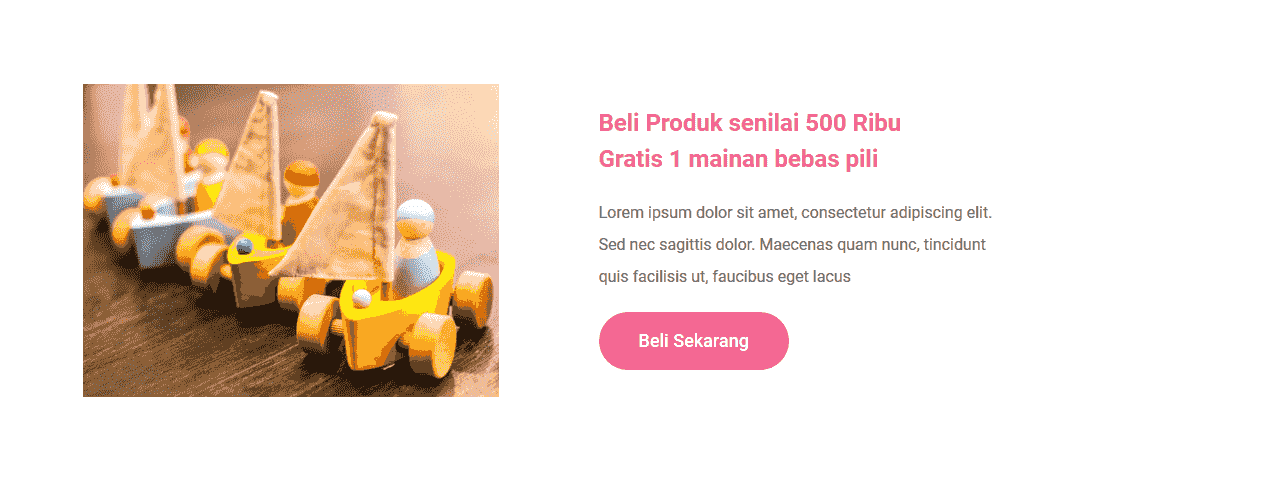 Beli Produk senilai 500 Ribu
Gratis 1 mainan bebas pili
Lorem ipsum dolor sit amet, consectetur adipiscing elit.
Sed nec sagittis dolor. Maecenas quam nunc, tincidunt
quis facilisis ut, faucibus eget lacus
Beli Sekarang